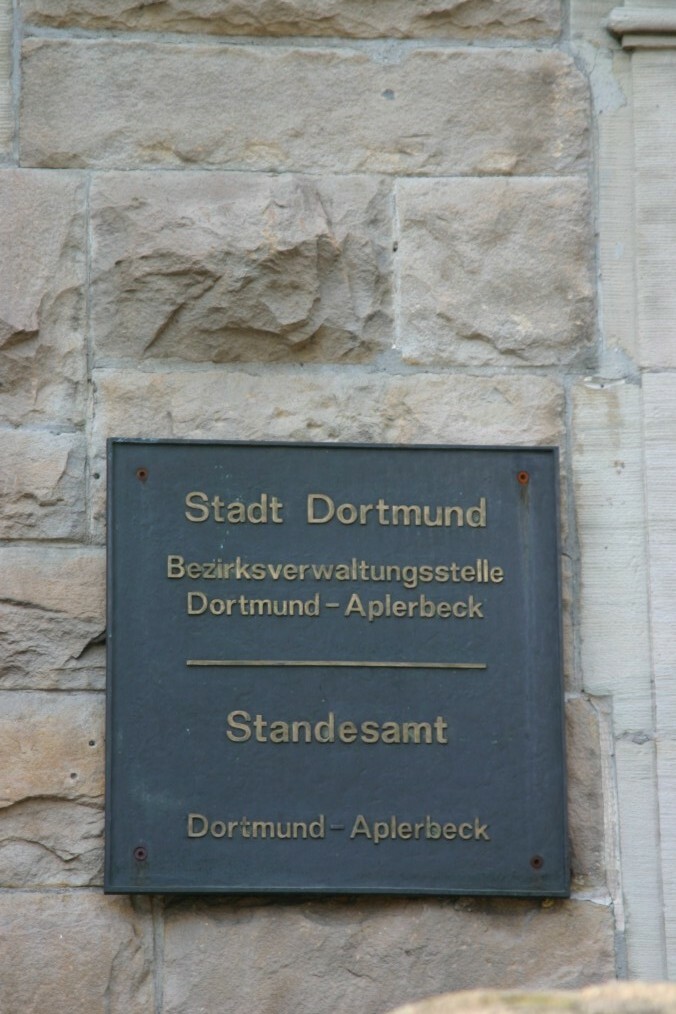 Stadt Dortmund
Bezirksverwaltungsstelle
Dortmund - Aplerbeck
Standesamt
Dortmund - Aplerbeck